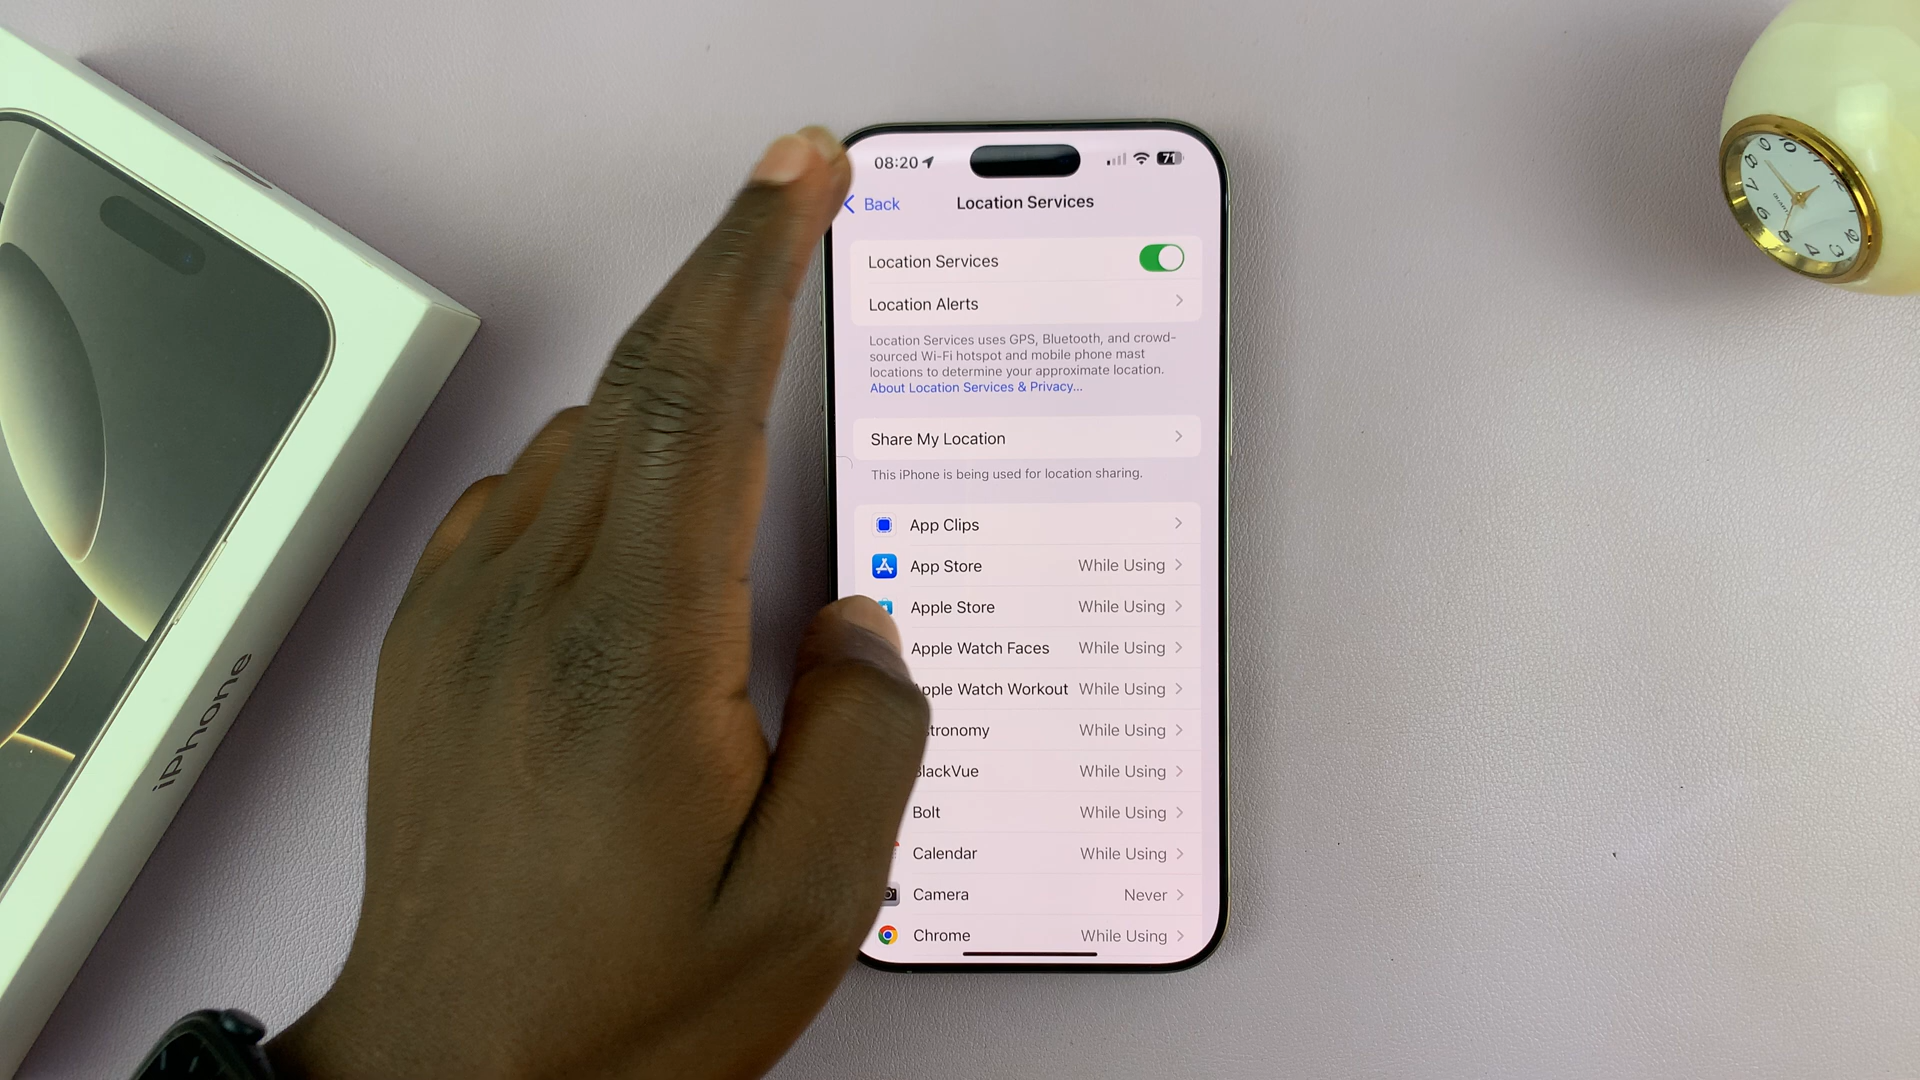 iPhone
08:20
71
Back
Location Services
Location Services
Location Alerts
Location Services uses GPS, Bluetooth, and crowd-
sourced Wi-Fi hotspot and mobile phone mast
locations to determine your approximate location.
About Location Services & Privacy...
Share My Location
This iPhone is being used for location sharing.
App Clips
App Store While Using
Apple Store While Using
Apple Watch Faces While Using
pple Watch Workout While Using
tronomy While Using
lackVue While Using
Bolt While Using
Calendar While Using
Camera Never
Chrome While Using